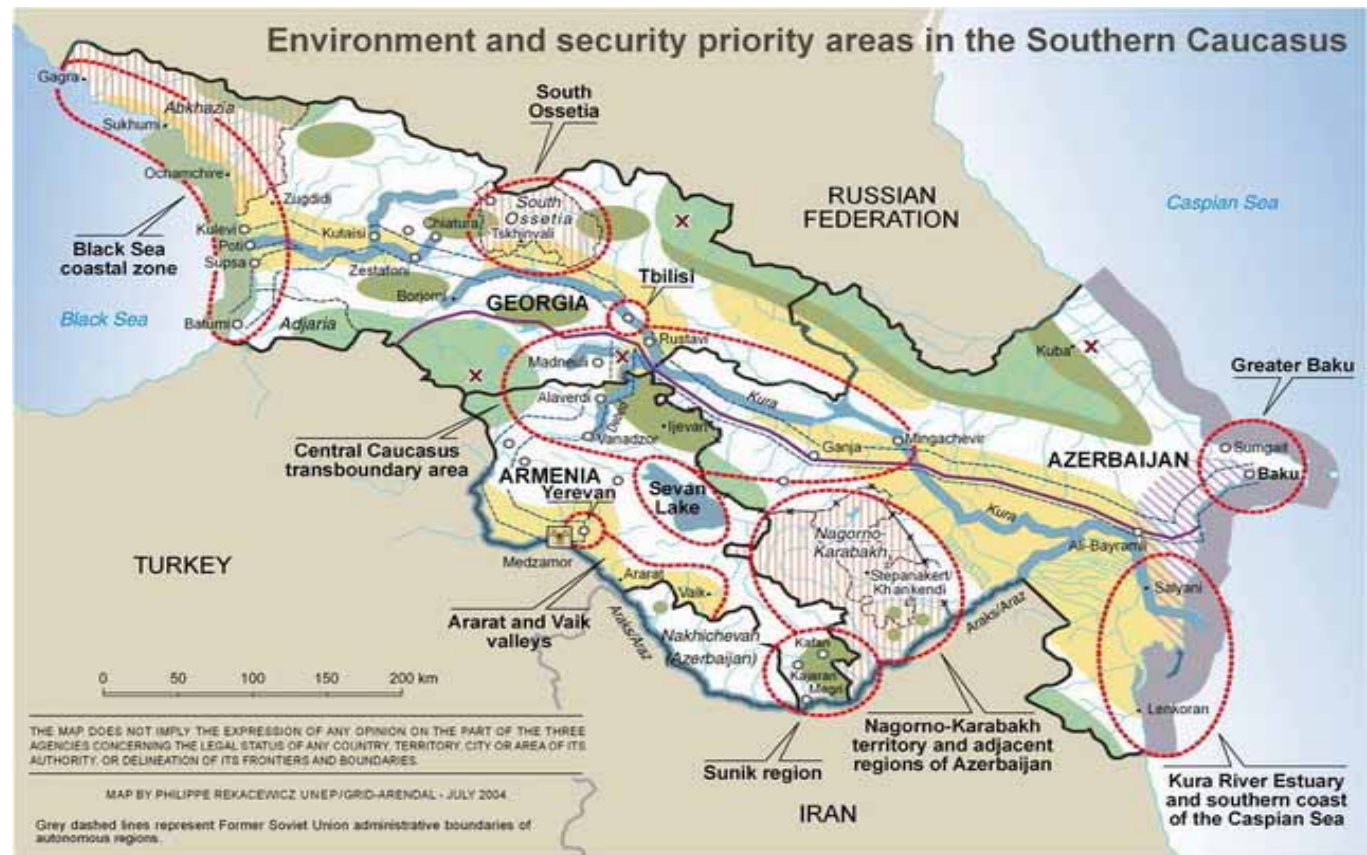 Environment and security priority areas in the Southern Caucasus
Gagra
Abkhazia
Sukhumi
Ochamchire
Zugdidi
Kulevi
Poti
Supsa
Batumi
Adjaria
Black Sea
coastal zone
Black Sea
Kutaisi
Chiatura
Zestafoni
Borjomi
South
Ossetia
South
Ossetia
Tskhinvali
GEORGIA
Tbilisi
Rustavi
RUSSIAN
FEDERATION
Caspian Sea
Madneuli
Alaverdi
Debed
Vanadzor
Ijevan
Central Caucasus
transboundary area
ARMENIA
Yerevan
Sevan
Lake
Kura
Ganja
Mingachevir
Kuba
AZERBAIJAN
Greater Baku
Sumgait
Baku
Kura
Ali-Bayramli
Salyani
Lenkoran
TURKEY
Medzamor
Ararat
Vaik
Ararat and Vaik
valleys
Araks/Araz
Nakhichevan
(Azerbaijan)
Nagorno-
Karabakh
Stepanakert/
Khankendi
Araks/Araz
Kafan
Kajaran
Megri
Sunik region
Nagorno-Karabakh
territory and adjacent
regions of Azerbaijan
IRAN
Kura River Estuary
and southern coast
of the Caspian Sea
0 50 100 150 200 km
THE MAP DOES NOT IMPLY THE EXPRESSION OF ANY OPINION ON THE PART OF THE THREE
AGENCIES CONCERNING THE LEGAL STATUS OF ANY COUNTRY, TERRITORY, CITY OR AREA OF ITS
AUTHORITY, OR DELINEATION OF ITS FRONTIERS AND BOUNDARIES.
MAP BY PHILIPPE REKACEWICZ UNEP/GRID-ARENDAL - JULY 2004
Grey dashed lines represent Former Soviet Union administrative boundaries of
autonomous regions.